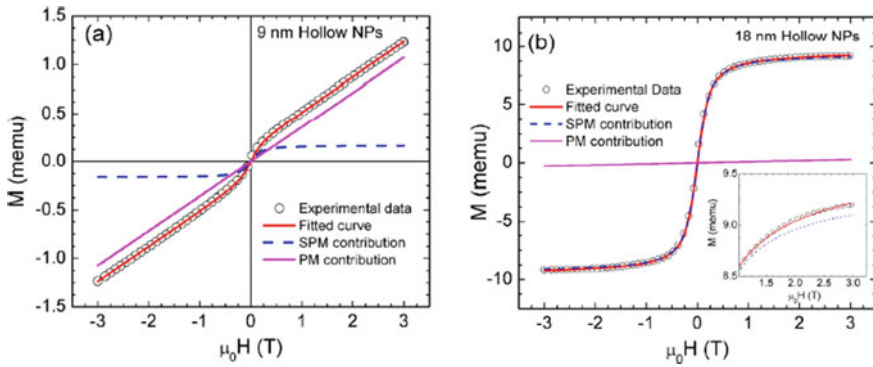 (a)
9 nm Hollow NPs
1.5
1.0
0.5
0.0
-0.5
-1.0
-1.5
M (memu)
Experimental data
Fitted curve
SPM contribution
PM contribution
-3 -2 -1 0 1 2 3
μ₀H (T)
(b)
18 nm Hollow NPs
10
5
0
-5
-10
M (memu)
Experimental Data
Fitted curve
SPM contribution
PM contribution
9.5
9.0
8.5
M (memu)
1.5 2.0 2.5 3.0
μ₀H (T)
-3 -2 -1 0 1 2 3
μ₀H (T)